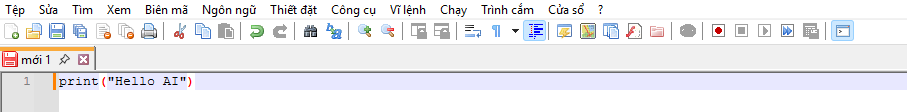 Tệp Sửa Tìm Xem Biên mã Ngôn ngữ Thiết đặt Công cụ Vĩ lệnh Chạy Trình cắm Cửa sổ ?
mới 1
1 print("Hello AI")